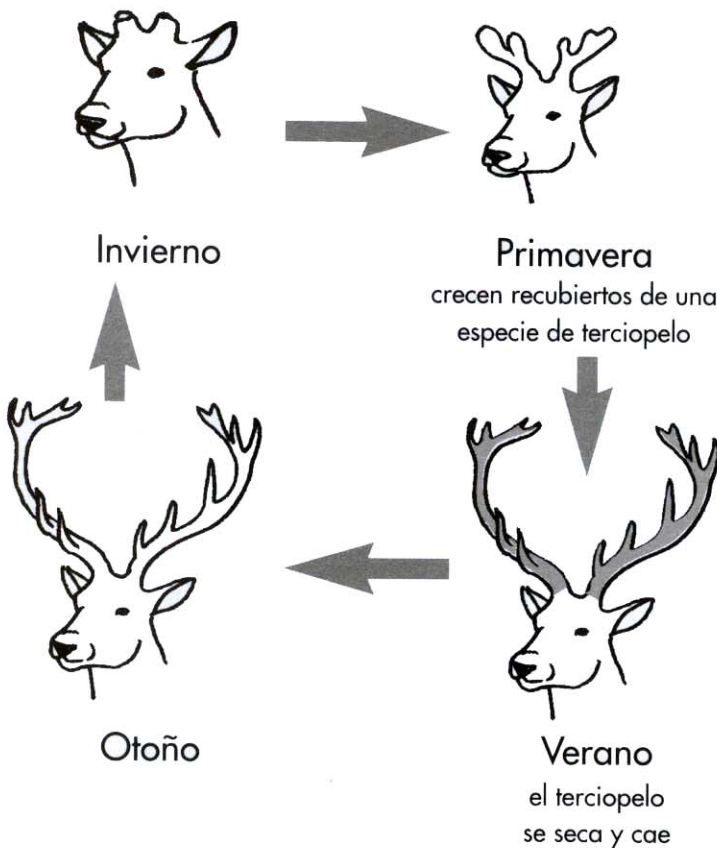 Invierno
Primavera
crecen recubiertos de una
especie de terciopelo
Otoño
Verano
el terciopelo
se seca y cae